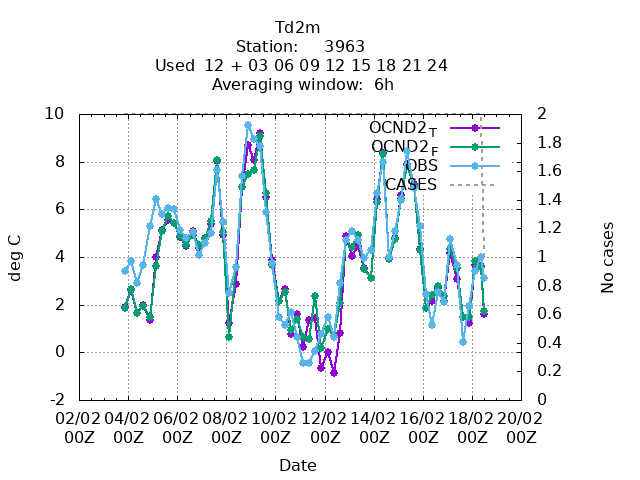 Td2m
Station: 3963
Used 12 + 03 06 09 12 15 18 21 24
Averaging window: 6h
10
8
6
4
2
0
-2
deg C
2
1.8
1.6
1.4
1.2
1
0.8
0.6
0.4
0.2
0
No cases
OCND2T
OCND2F
OBS
CASES
02/02 04/02 06/02 08/02 10/02 12/02 14/02 16/02 18/02 20/02
00Z 00Z 00Z 00Z 00Z 00Z 00Z 00Z 00Z 00Z
Date